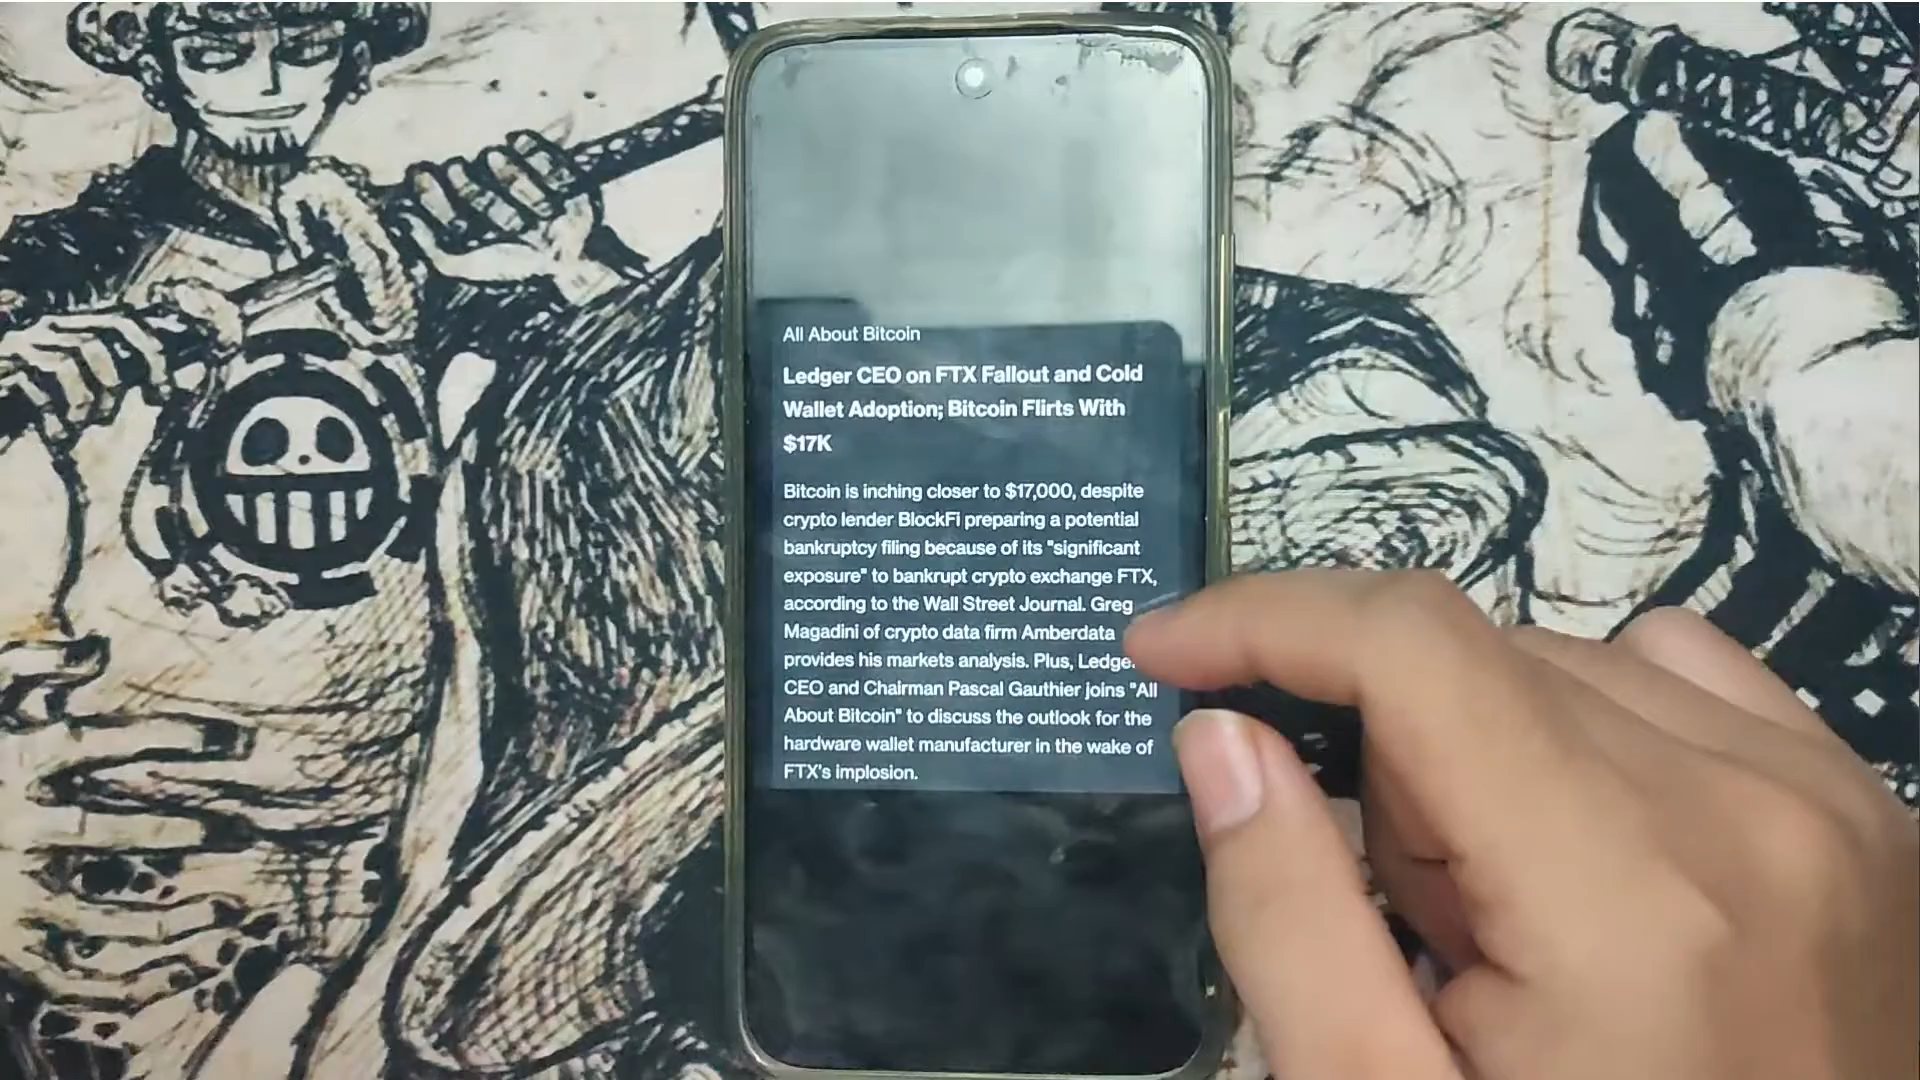 All About Bitcoin
Ledger CEO on FTX Fallout and Cold
Wallet Adoption; Bitcoin Flirts With
$17K
Bitcoin is inching closer to $17,000, despite
crypto lender BlockFi preparing a potential
bankruptcy filing because of its "significant
exposure" to bankrupt crypto exchange FTX,
according to the Wall Street Journal. Greg
Magadini of crypto data firm Amberdata
provides his markets analysis. Plus, Ledger
CEO and Chairman Pascal Gauthier joins "All
About Bitcoin" to discuss the outlook for the
hardware wallet manufacturer in the wake of
FTX's implosion.